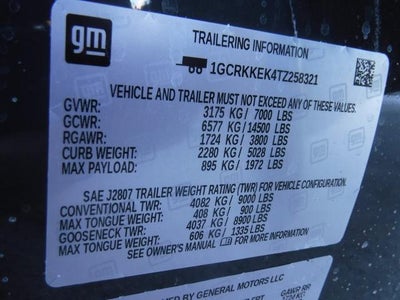 gm
TRAILERING INFORMATION
1GCRKKEK4TZ258321
VEHICLE AND TRAILER MUST NOT EXCEED ANY OF THESE VALUES.
GVWR: 3175 KG / 7000 LBS
GCWR: 6577 KG / 14500 LBS
RGAWR: 1724 KG / 3800 LBS
CURB WEIGHT: 2280 KG / 5028 LBS
MAX PAYLOAD: 895 KG / 1972 LBS
SAE J2807 TRAILER WEIGHT RATING (TWR) FOR VEHICLE CONFIGURATION.
CONVENTIONAL TWR: 4082 KG / 9000 LBS
MAX TONGUE WEIGHT: 408 KG / 900 LBS
GOOSENECK TWR: 4037 KG / 8900 LBS
MAX TONGUE WEIGHT: 606 KG / 1335 LBS
SEE OWNER'S MANUAL FOR MORE INFORMATION
BY GENERAL MOTORS LLC
GAWR RR